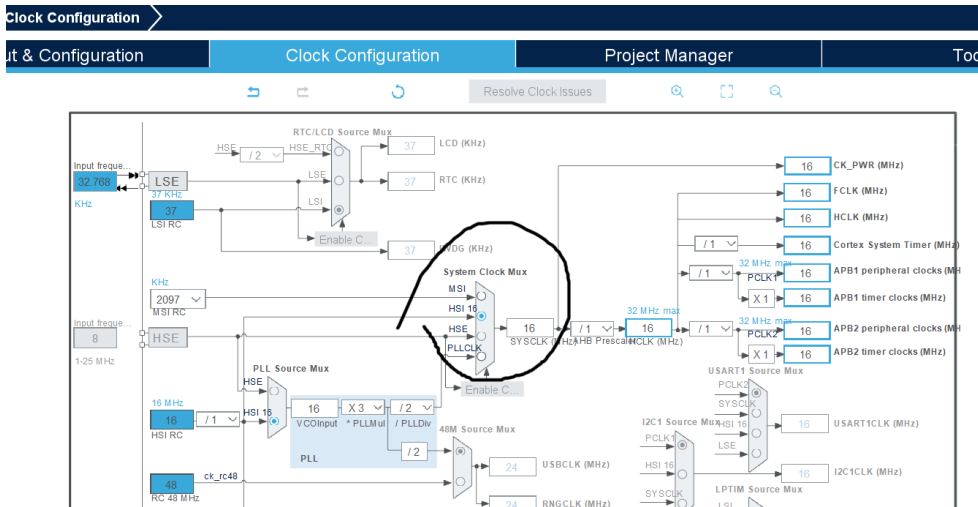 Clock Configuration
ut & Configuration
Clock Configuration
Project Manager
Too
Resolve Clock Issues
RTC/LCD Source Mux
HSE
/ 2
HSE_RTC
37
LCD (KHz)
Input freque...
32.768
KHz
LSE
LSE
37
RTC (KHz)
37 KHz
37
LSI RC
LSI
Enable C...
37
System Clock Mux
KHz
2097
MSI RC
MSI
HSI 16
HSE
PLLCLK
Input freque...
8
1-25 MHz
HSE
16
SYSCLK (MHz)
/ 1
AHB Prescaler
32 MHz max
16
HCLK (MHz)
Enable C...
16
CK_PWR (MHz)
16
FCLK (MHz)
16
HCLK (MHz)
/ 1
16
Cortex System Timer (MHz)
32 MHz max
/ 1
PCLK1
16
APB1 peripheral clocks (MH
X 1
16
APB1 timer clocks (MHz)
32 MHz max
/ 1
PCLK2
16
APB2 peripheral clocks (MH
X 1
16
APB2 timer clocks (MHz)
PLL Source Mux
HSE
16 MHz
16
HSI RC
/ 1
HSI 16
16
VCOInput
X 3
* PLLMul
/ 2
/ PLLDiv
PLL
/ 2
48M Source Mux
48
RC 48 MHz
ck_rc48
24
USBCLK (MHz)
24
RNGCLK (MHz)
USART1 Source Mux
PCLK2
SYSCLK
HSI 16
LSE
16
USART1CLK (MHz)
I2C1 Source Mux
PCLK1
HSI 16
SYSCLK
16
I2C1CLK (MHz)
LPTIM Source Mux
LSI